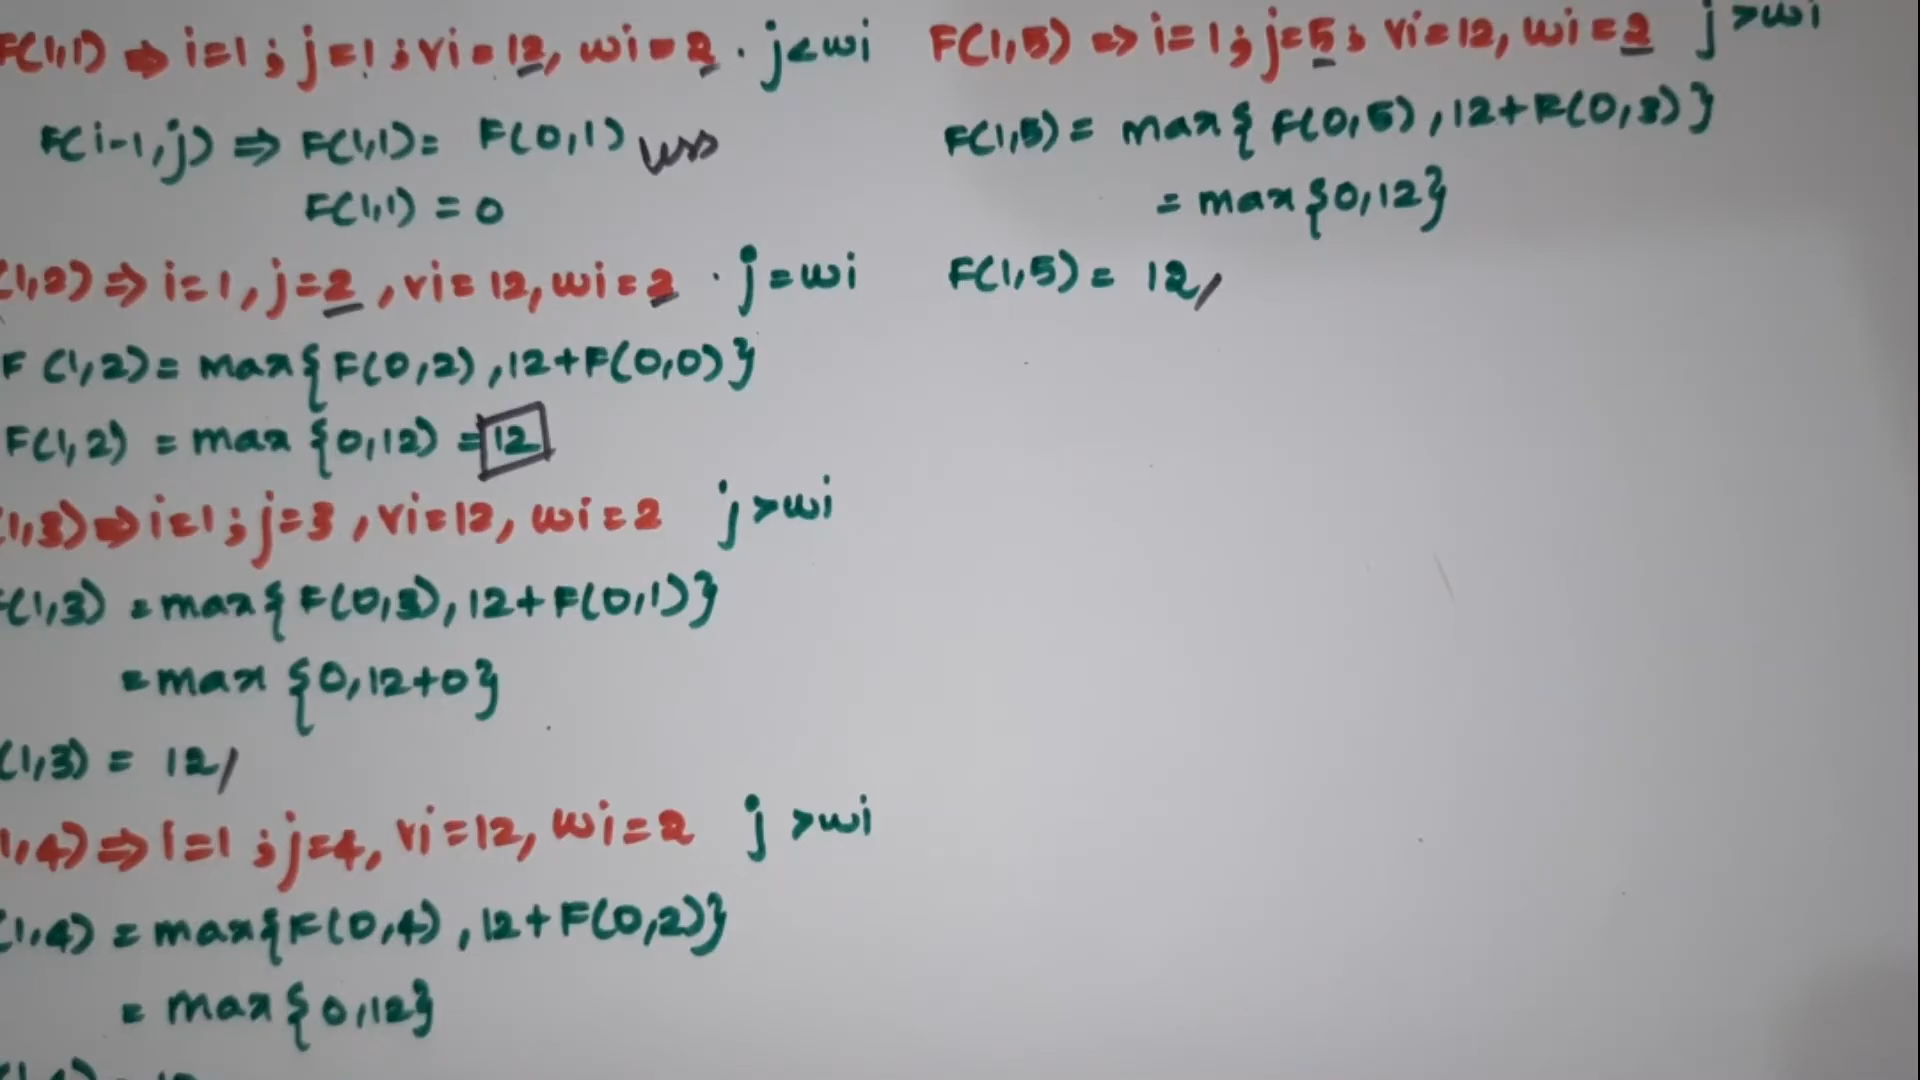 F(1,1) ⇒ i=1 ; j=1 ; vi=12, wi=2 . j<wi
F(i-1,j) ⇒ F(1,1)= F(0,1)
F(1,1) = 0
(1,2) ⇒ i=1, j=2, vi=12, wi=2 . j=wi
F(1,2)= max{F(0,2), 12+F(0,0)}
F(1,2) = max {0,12) = 12
(1,3) ⇒ i=1 ; j=3, vi=12, wi=2 j>wi
F(1,3) = max{F(0,3), 12+F(0,1)}
= max {0,12+0}
(1,3) = 12/
1,4) ⇒ i=1 ; j=4, vi=12, wi=2 j>wi
(1,4) = max{F(0,4), 12+F(0,2)}
= max{0,12}
F(1,5) ⇒ i=1 ; j=5 ; vi=12, wi=2 j>wi
F(1,5)= max{F(0,5), 12+F(0,3)}
= max{0,12}
F(1,5) = 12/